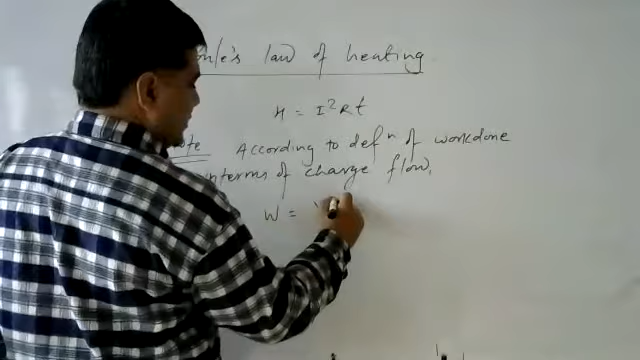 law of heating
H = I²Rt
According to defⁿ of workdone
interms of charge flow,
W =